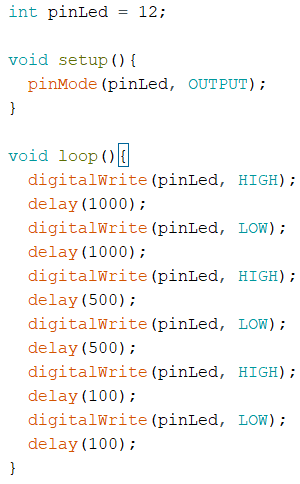 int pinLed = 12;
void setup(){
pinMode(pinLed, OUTPUT);
}
void loop(){
digitalWrite(pinLed, HIGH);
delay(1000);
digitalWrite(pinLed, LOW);
delay(1000);
digitalWrite(pinLed, HIGH);
delay(500);
digitalWrite(pinLed, LOW);
delay(500);
digitalWrite(pinLed, HIGH);
delay(100);
digitalWrite(pinLed, LOW);
delay(100);
}